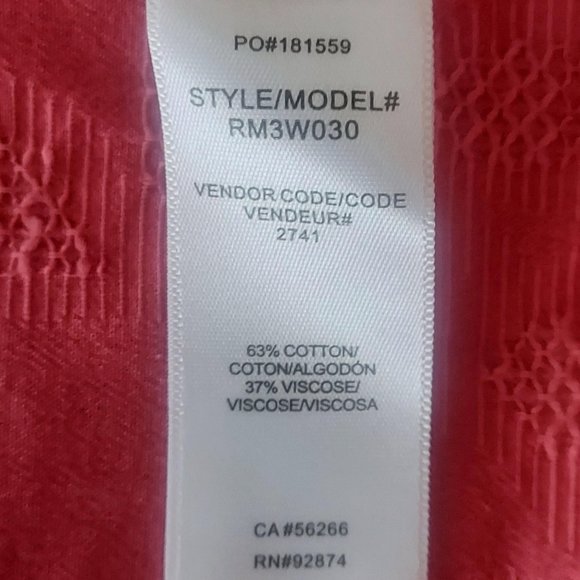 PO#181559
STYLE/MODEL#
RM3W030
VENDOR CODE/CODE
VENDEUR#
2741
63% COTTON/
COTON/ALGODÓN
37% VISCOSE/
VISCOSE/VISCOSA
CA#56266
RN#92874